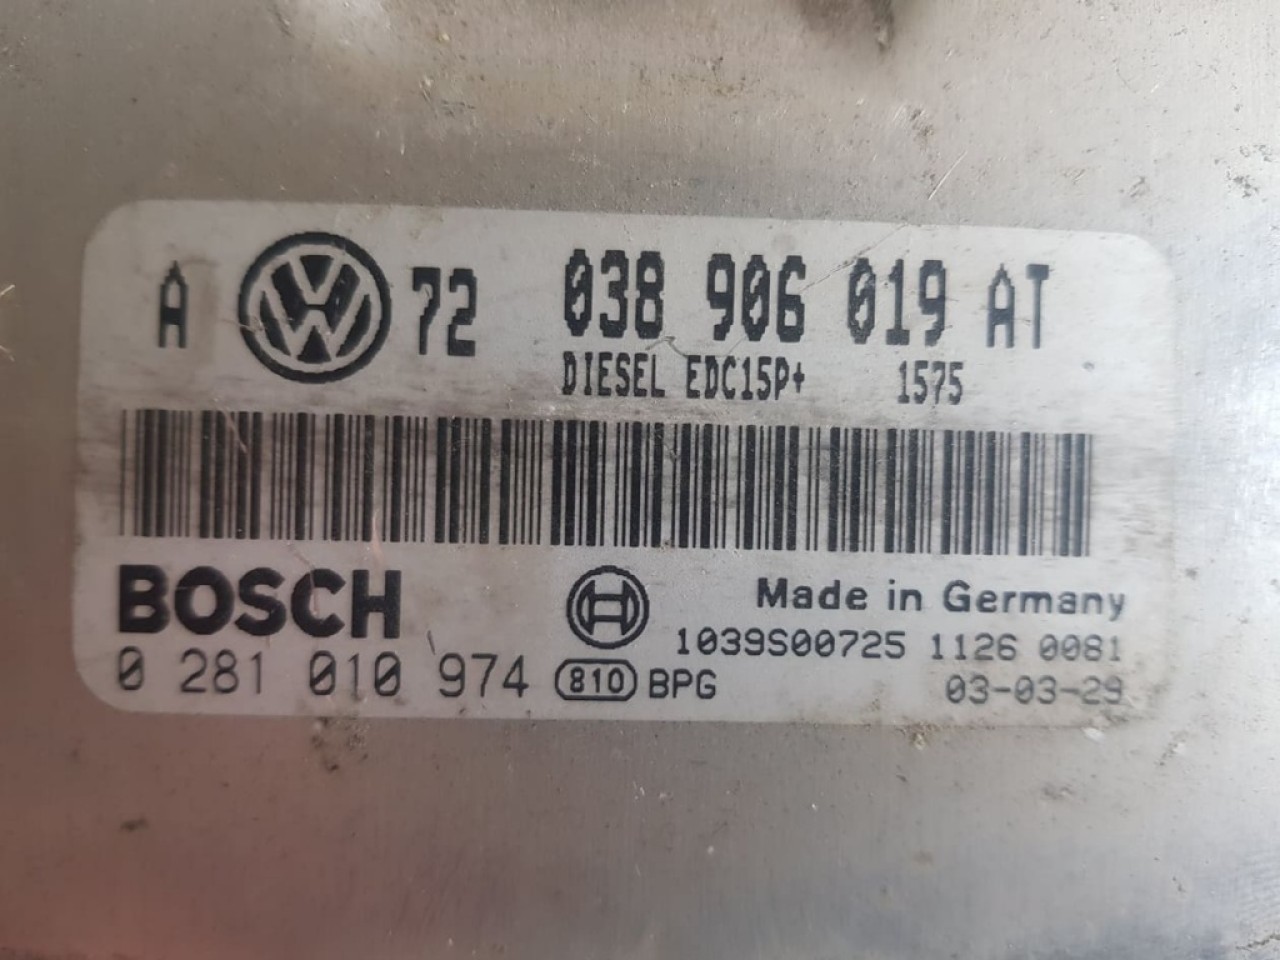 A VW 72 038 906 019 AT
DIESEL EDC15P+ 1575
BOSCH
Made in Germany
1039S00725 1126 0081
0 281 010 974 810 BPG 03-03-29